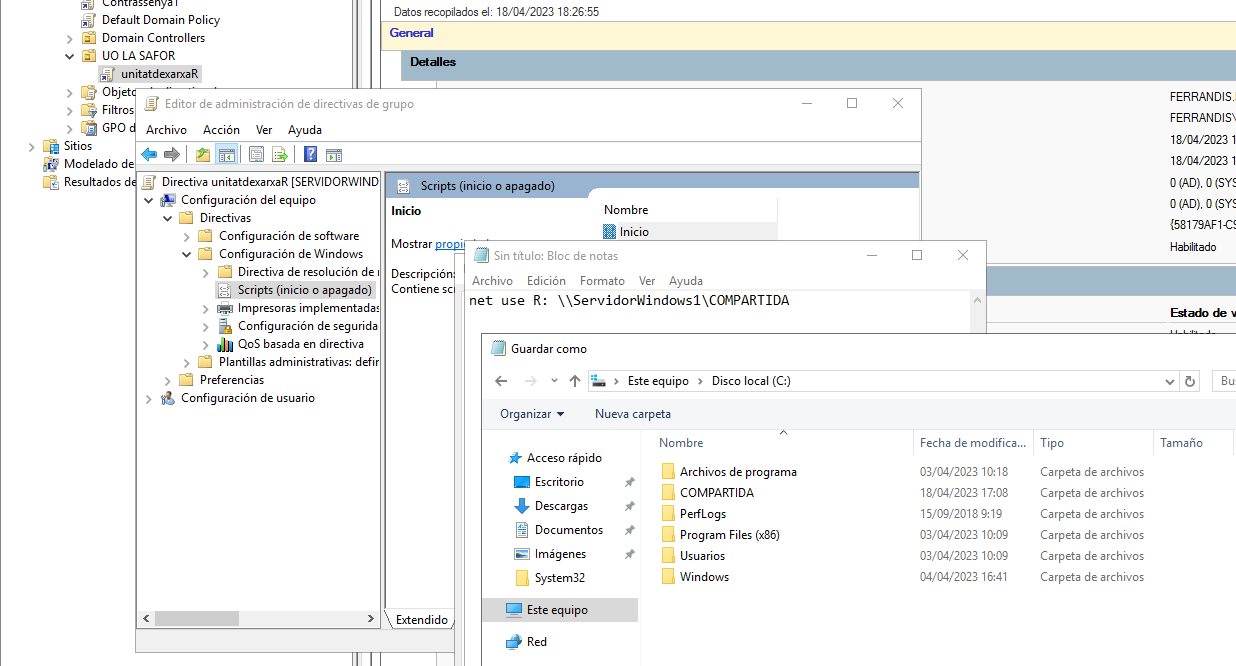 Contrassenya1
Default Domain Policy
Domain Controllers
UO LA SAFOR
unitatdexarxaR
Filtros
GPO
Sitios
Modelado de
Resultados de
Datos recopilados el: 18/04/2023 18:26:55
General
Detalles
18/04/2023 1
18/04/2023 1
0 (AD), 0 (SYS
0 (AD), 0 (SYS
{58179AF1-C
Habilitado
Estado de v
Editor de administración de directivas de grupo
Archivo Acción Ver Ayuda
Directiva unitatdexarxaR [SERVIDORWIND
Configuración del equipo
Directivas
Configuración de software
Configuración de Windows
Directiva de resolución de
Scripts (inicio o apagado)
Impresoras implementadas
Configuración de segurida
QoS basada en directiva
Plantillas administrativas: defin
Preferencias
Configuración de usuario
Scripts (inicio o apagado)
Inicio
Mostrar propi
Descripción:
Contiene scr
Nombre
Inicio
Extendido
Sin título: Bloc de notas
Archivo Edición Formato Ver Ayuda
net use R: \\ServidorWindows1\COMPARTIDA
Guardar como
Este equipo > Disco local (C:)
Organizar Nueva carpeta
Nombre Fecha de modifica... Tipo Tamaño
Archivos de programa 03/04/2023 10:18 Carpeta de archivos
COMPARTIDA 18/04/2023 17:08 Carpeta de archivos
PerfLogs 15/09/2018 9:19 Carpeta de archivos
Program Files (x86) 03/04/2023 10:09 Carpeta de archivos
Usuarios 03/04/2023 10:09 Carpeta de archivos
Windows 04/04/2023 16:41 Carpeta de archivos
Acceso rápido
Escritorio
Descargas
Documentos
Imágenes
System32
Este equipo
Red